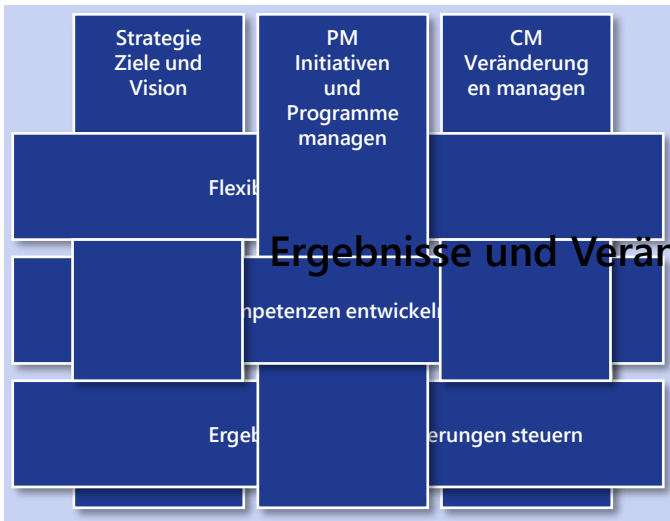 Strategie
Ziele und
Vision
PM
Initiativen
und
Programme
managen
CM
Veränderung
en managen
Flexib
Ergebnisse und Verän
mpetenzen entwickeln
Ergeb
erungen steuern